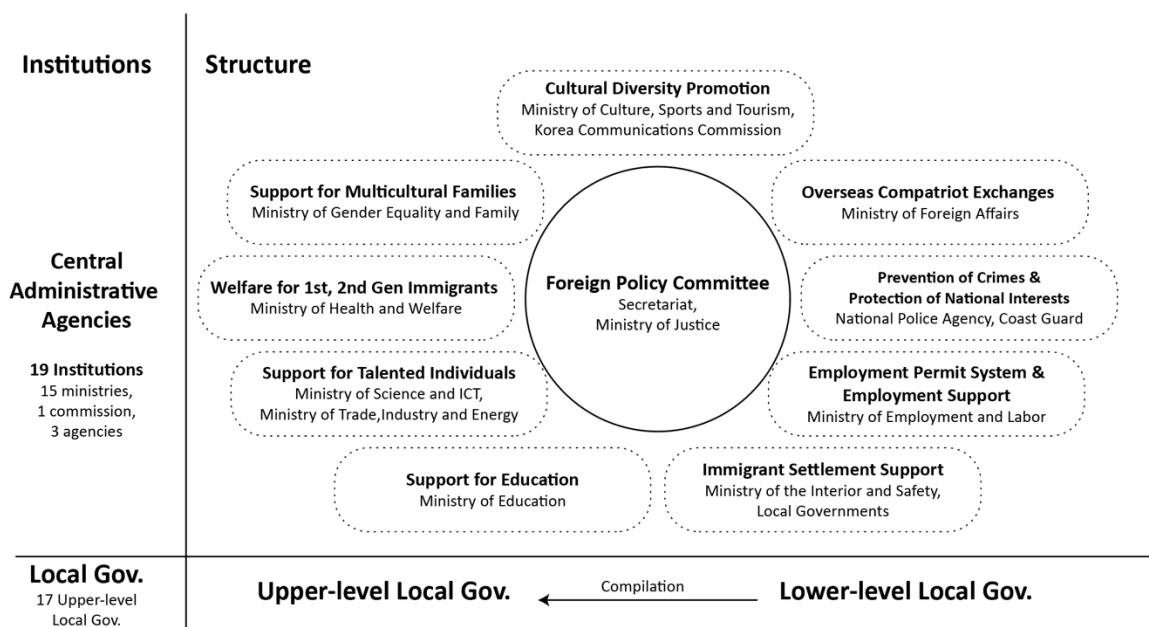 Institutions
Structure
Cultural Diversity Promotion
Ministry of Culture, Sports and Tourism,
Korea Communications Commission
Support for Multicultural Families
Ministry of Gender Equality and Family
Overseas Compatriot Exchanges
Ministry of Foreign Affairs
Central
Administrative
Agencies
19 Institutions
15 ministries,
1 commission,
3 agencies
Welfare for 1st, 2nd Gen Immigrants
Ministry of Health and Welfare
Foreign Policy Committee
Secretariat,
Ministry of Justice
Prevention of Crimes &
Protection of National Interests
National Police Agency, Coast Guard
Support for Talented Individuals
Ministry of Science and ICT,
Ministry of Trade,Industry and Energy
Employment Permit System &
Employment Support
Ministry of Employment and Labor
Support for Education
Ministry of Education
Immigrant Settlement Support
Ministry of the Interior and Safety,
Local Governments
Local Gov.
17 Upper-level
Local Gov.
Upper-level Local Gov.
Compilation
Lower-level Local Gov.